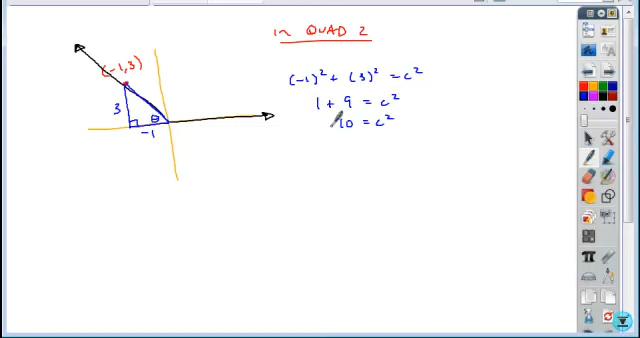 in QUAD 2
(-1,3)
3
θ
-1
(-1)² + (3)² = c²
1 + 9 = c²
10 = c²